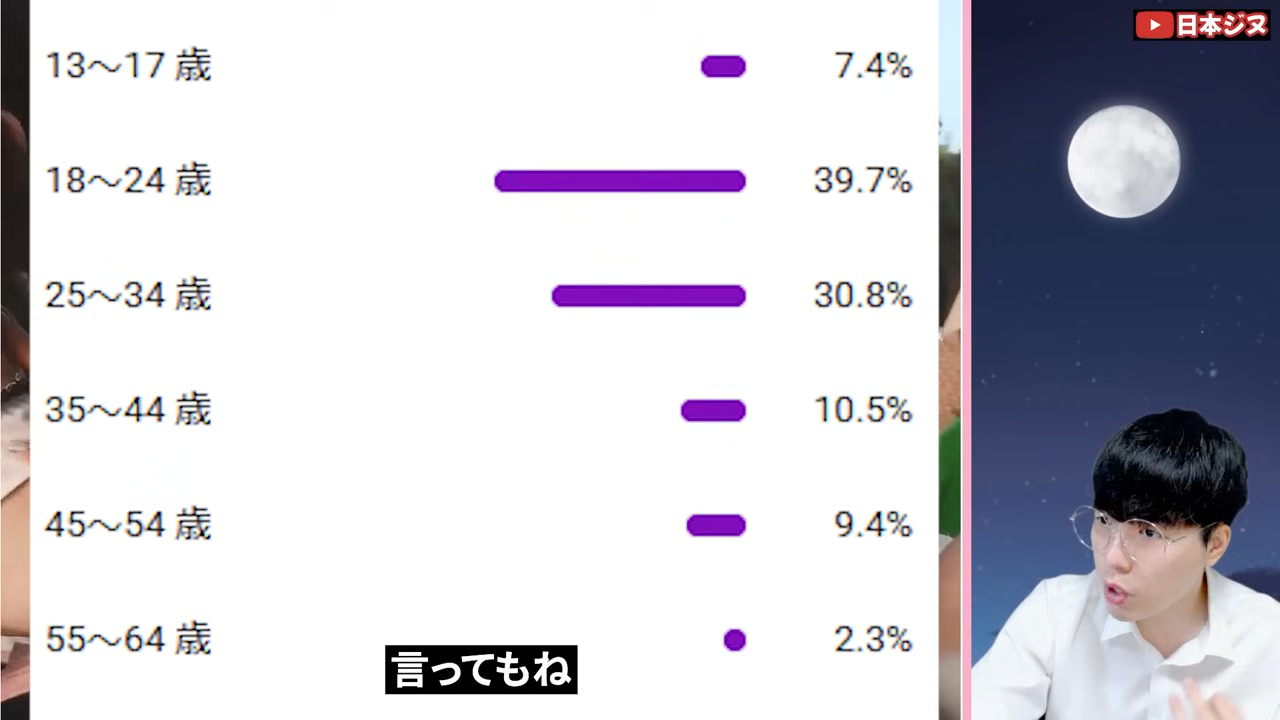 日本ジヌ
13～17 歳 7.4%
18～24 歳 39.7%
25～34 歳 30.8%
35～44 歳 10.5%
45～54 歳 9.4%
55～64 歳 2.3%
言ってもね